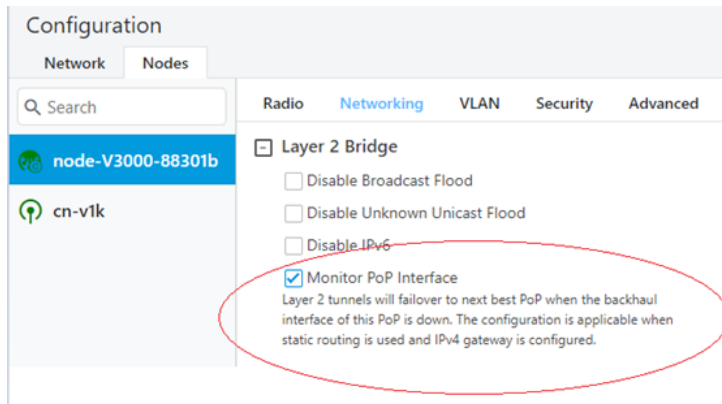 Configuration
Network Nodes
Search
node-V3000-88301b
cn-v1k
Radio Networking VLAN Security Advanced
Layer 2 Bridge
Disable Broadcast Flood
Disable Unknown Unicast Flood
Disable IPv6
Monitor PoP Interface
Layer 2 tunnels will failover to next best PoP when the backhaul
interface of this PoP is down. The configuration is applicable when
static routing is used and IPv4 gateway is configured.